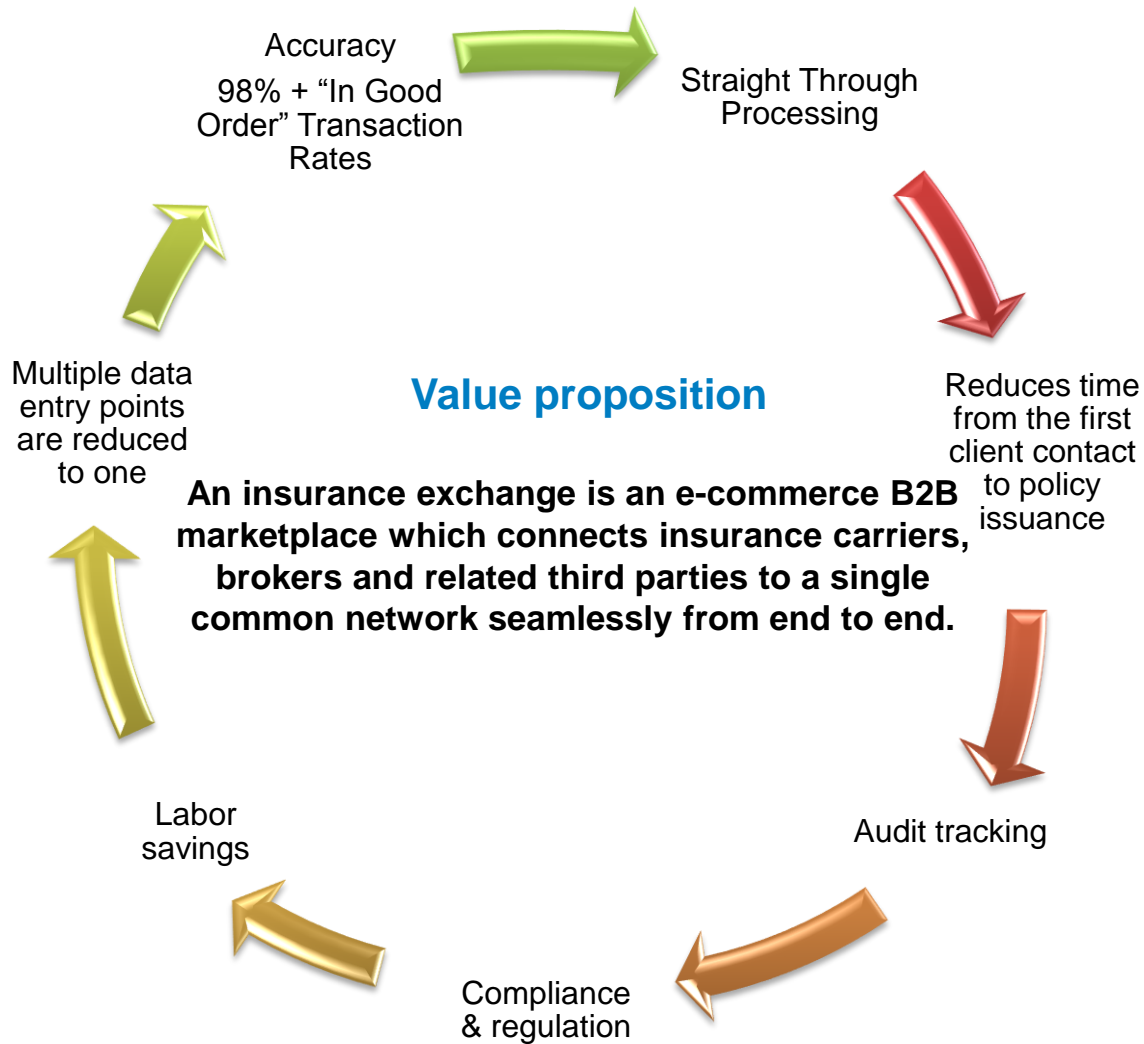 Accuracy
98% + “In Good
Order” Transaction
Rates
Straight Through
Processing
Reduces time
from the first
client contact
to policy
issuance
Audit tracking
Compliance
& regulation
Labor
savings
Multiple data
entry points
are reduced
to one
Value proposition
An insurance exchange is an e-commerce B2B
marketplace which connects insurance carriers,
brokers and related third parties to a single
common network seamlessly from end to end.